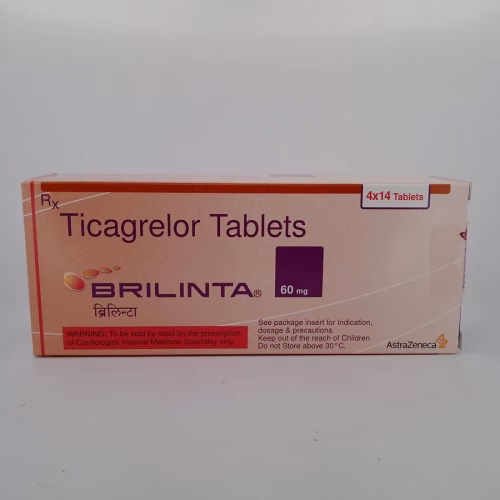 Rx
4x14 Tablets
Ticagrelor Tablets
BRILINTA®
60 mg
ब्रिलिन्टा
WARNING: To be sold by retail on the prescription
of Cardiologist/ Internal Medicine Speciality only.
See package insert for Indication,
dosage & precautions.
Keep out of the reach of Children
Do not Store above 30°C.
AstraZeneca